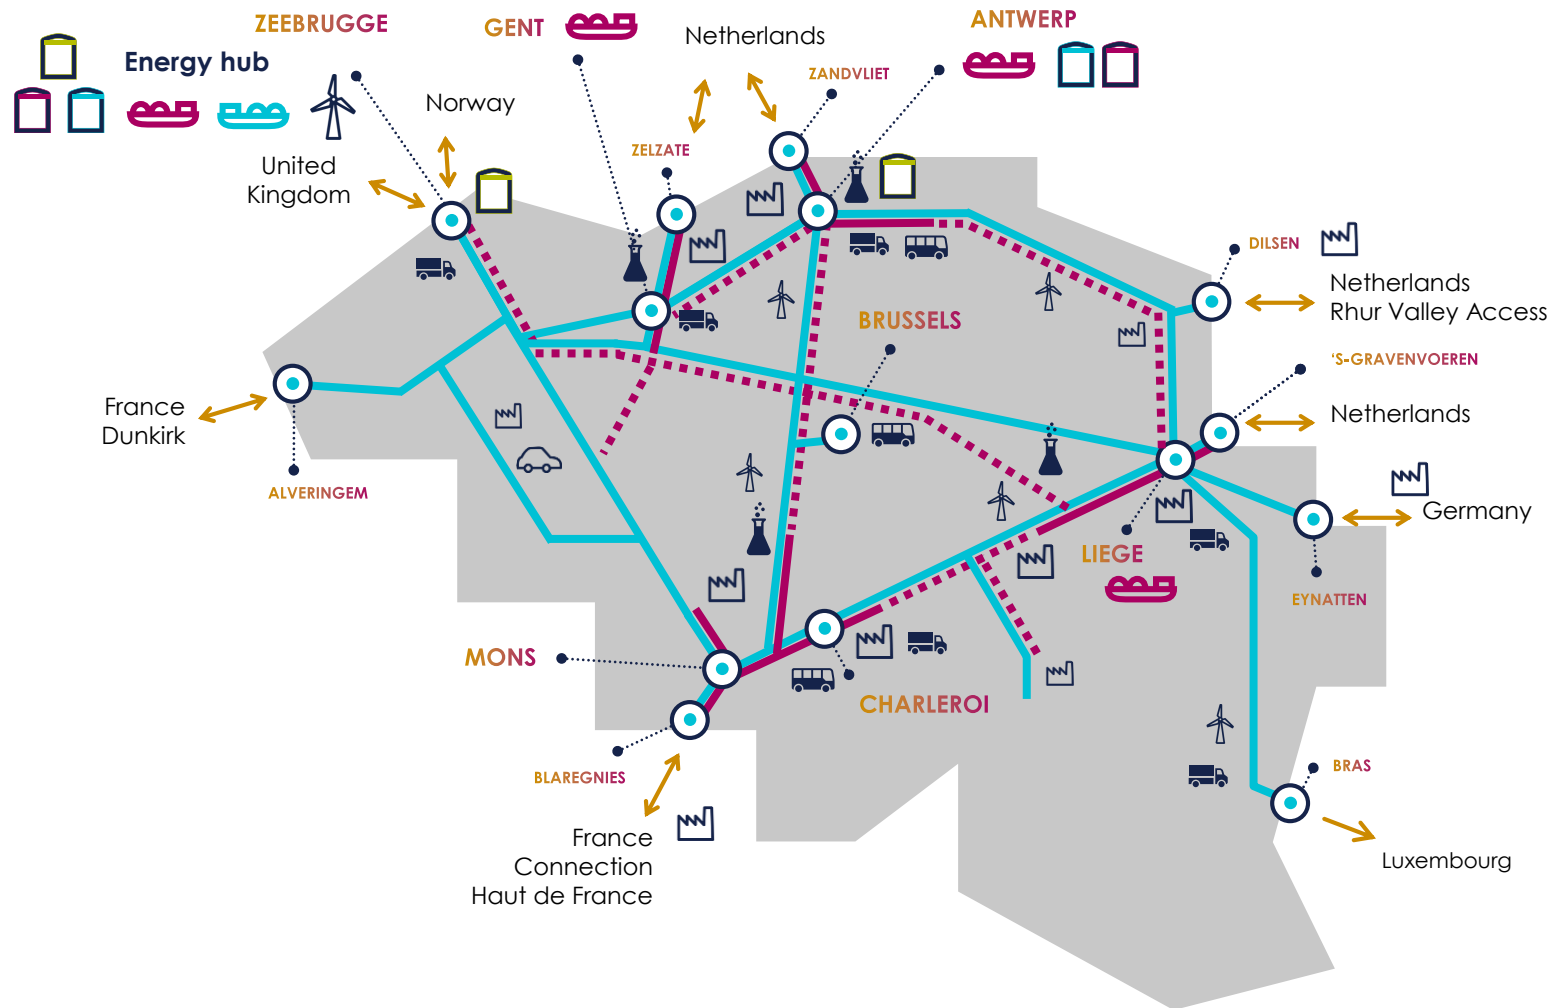 ZEEBRUGGE
GENT
ANTWERP
Netherlands
Energy hub
ZANDVLIET
Norway
ZELZATE
United
Kingdom
DILSEN
Netherlands
Rhur Valley Access
BRUSSELS
'S-GRAVENVOEREN
France
Dunkirk
Netherlands
ALVERINGEM
Germany
LIEGE
EYNATTEN
MONS
CHARLEROI
BLAREGNIES
BRAS
France
Connection
Haut de France
Luxembourg